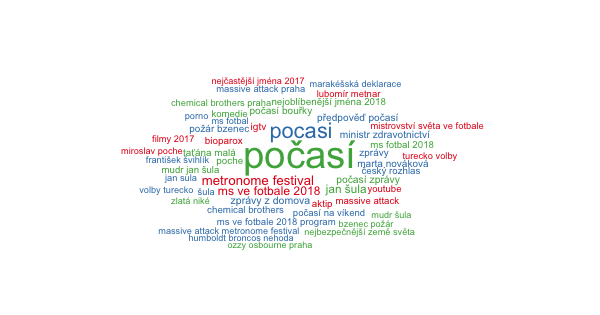 nejčastější jména 2017
marakéšská deklarace
massive attack praha
lubomír metnar
chemical brothers praha
nejoblíbenější jména 2018
komedie
počasí bouřky
porno
předpověď počasí
ms fotbal
igtv
počasi
mistrovství světa ve fotbale
požár bzenec
ministr zdravotnictví
filmy 2017
bioparox
ms fotbal 2018
miroslav poche
taťána malá
počasí
zprávy
turecko volby
františek švihlík
poche
marta nováková
mudr jan šula
český rozhlas
jan šula
metronome festival
počasí zprávy
volby turecko
šula
ms ve fotbale 2018
jan šula
youtube
zlatá niké
zprávy z domova
aktip
massive attack
chemical brothers
počasí na víkend
mudr šula
ms ve fotbale 2018 program
bzenec požár
massive attack metronome festival
nejbezpečnější země světa
humboldt broncos nehoda
ozzy osbourne praha